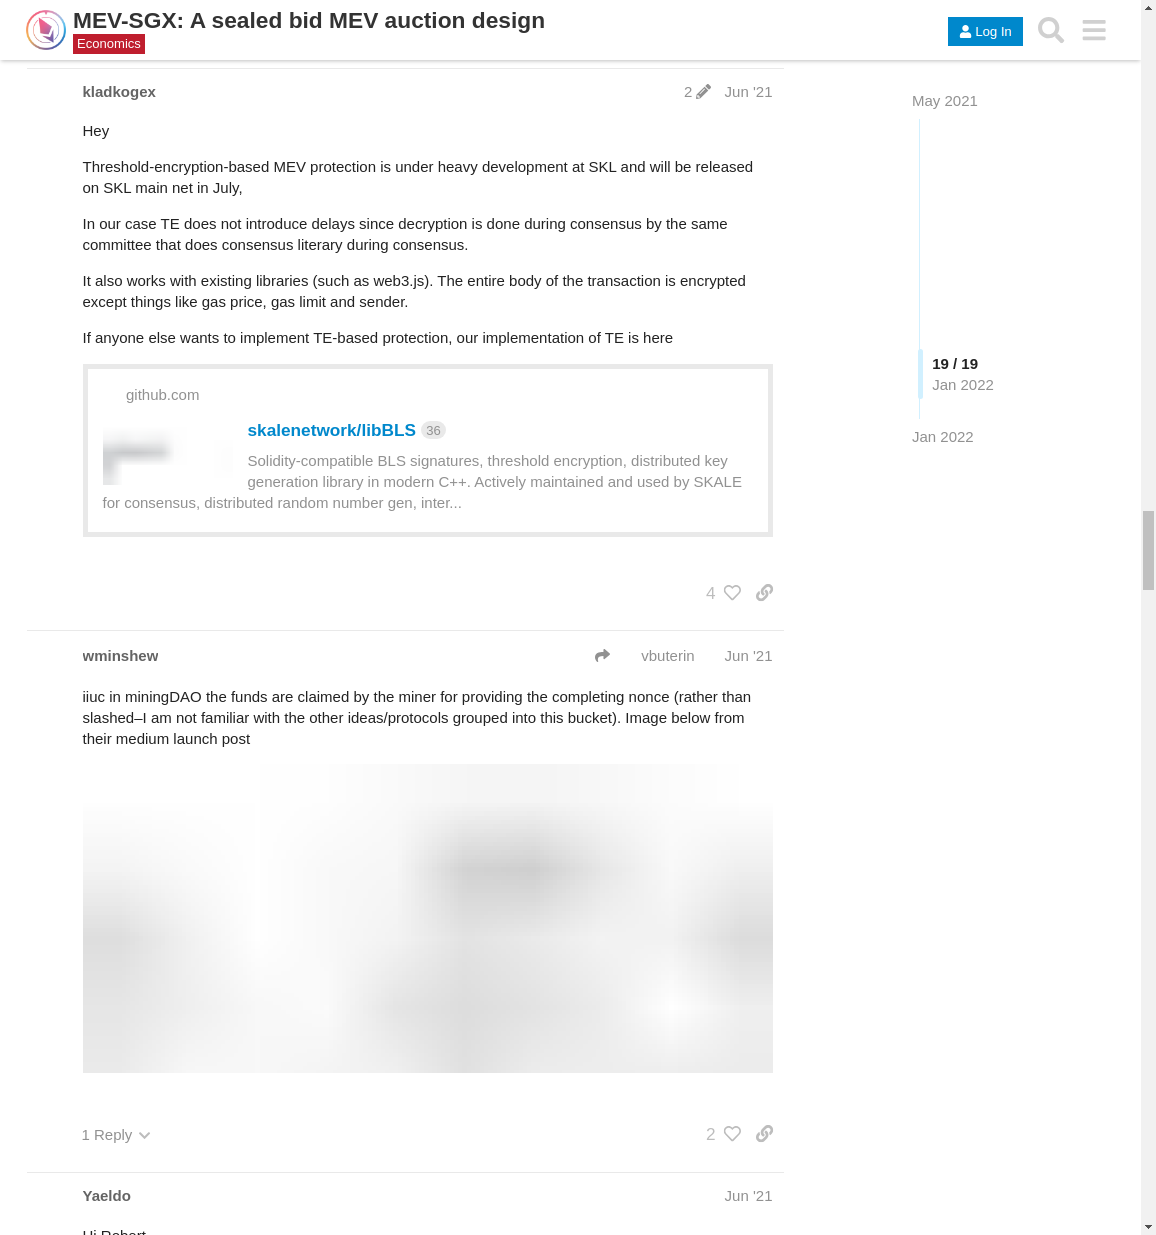 MEV-SGX: A sealed bid MEV auction design
Economics
Log In
kladkogex
2
Jun '21
Hey
Threshold-encryption-based MEV protection is under heavy development at SKL and will be released
on SKL main net in July,
In our case TE does not introduce delays since decryption is done during consensus by the same
committee that does consensus literary during consensus.
It also works with existing libraries (such as web3.js). The entire body of the transaction is encrypted
except things like gas price, gas limit and sender.
If anyone else wants to implement TE-based protection, our implementation of TE is here
github.com
skalenetwork/libBLS 36
Solidity-compatible BLS signatures, threshold encryption, distributed key
generation library in modern C++. Actively maintained and used by SKALE
for consensus, distributed random number gen, inter...
4
wminshew
vbuterin
Jun '21
iiuc in miningDAO the funds are claimed by the miner for providing the completing nonce (rather than
slashed–I am not familiar with the other ideas/protocols grouped into this bucket). Image below from
their medium launch post
1 Reply
2
Yaeldo
Jun '21
Hi Robert
May 2021
19 / 19
Jan 2022
Jan 2022